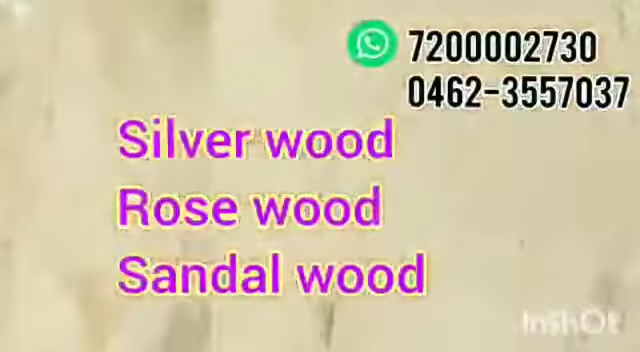 7200002730
0462-3557037
Silver wood
Rose wood
Sandal wood
InShOt